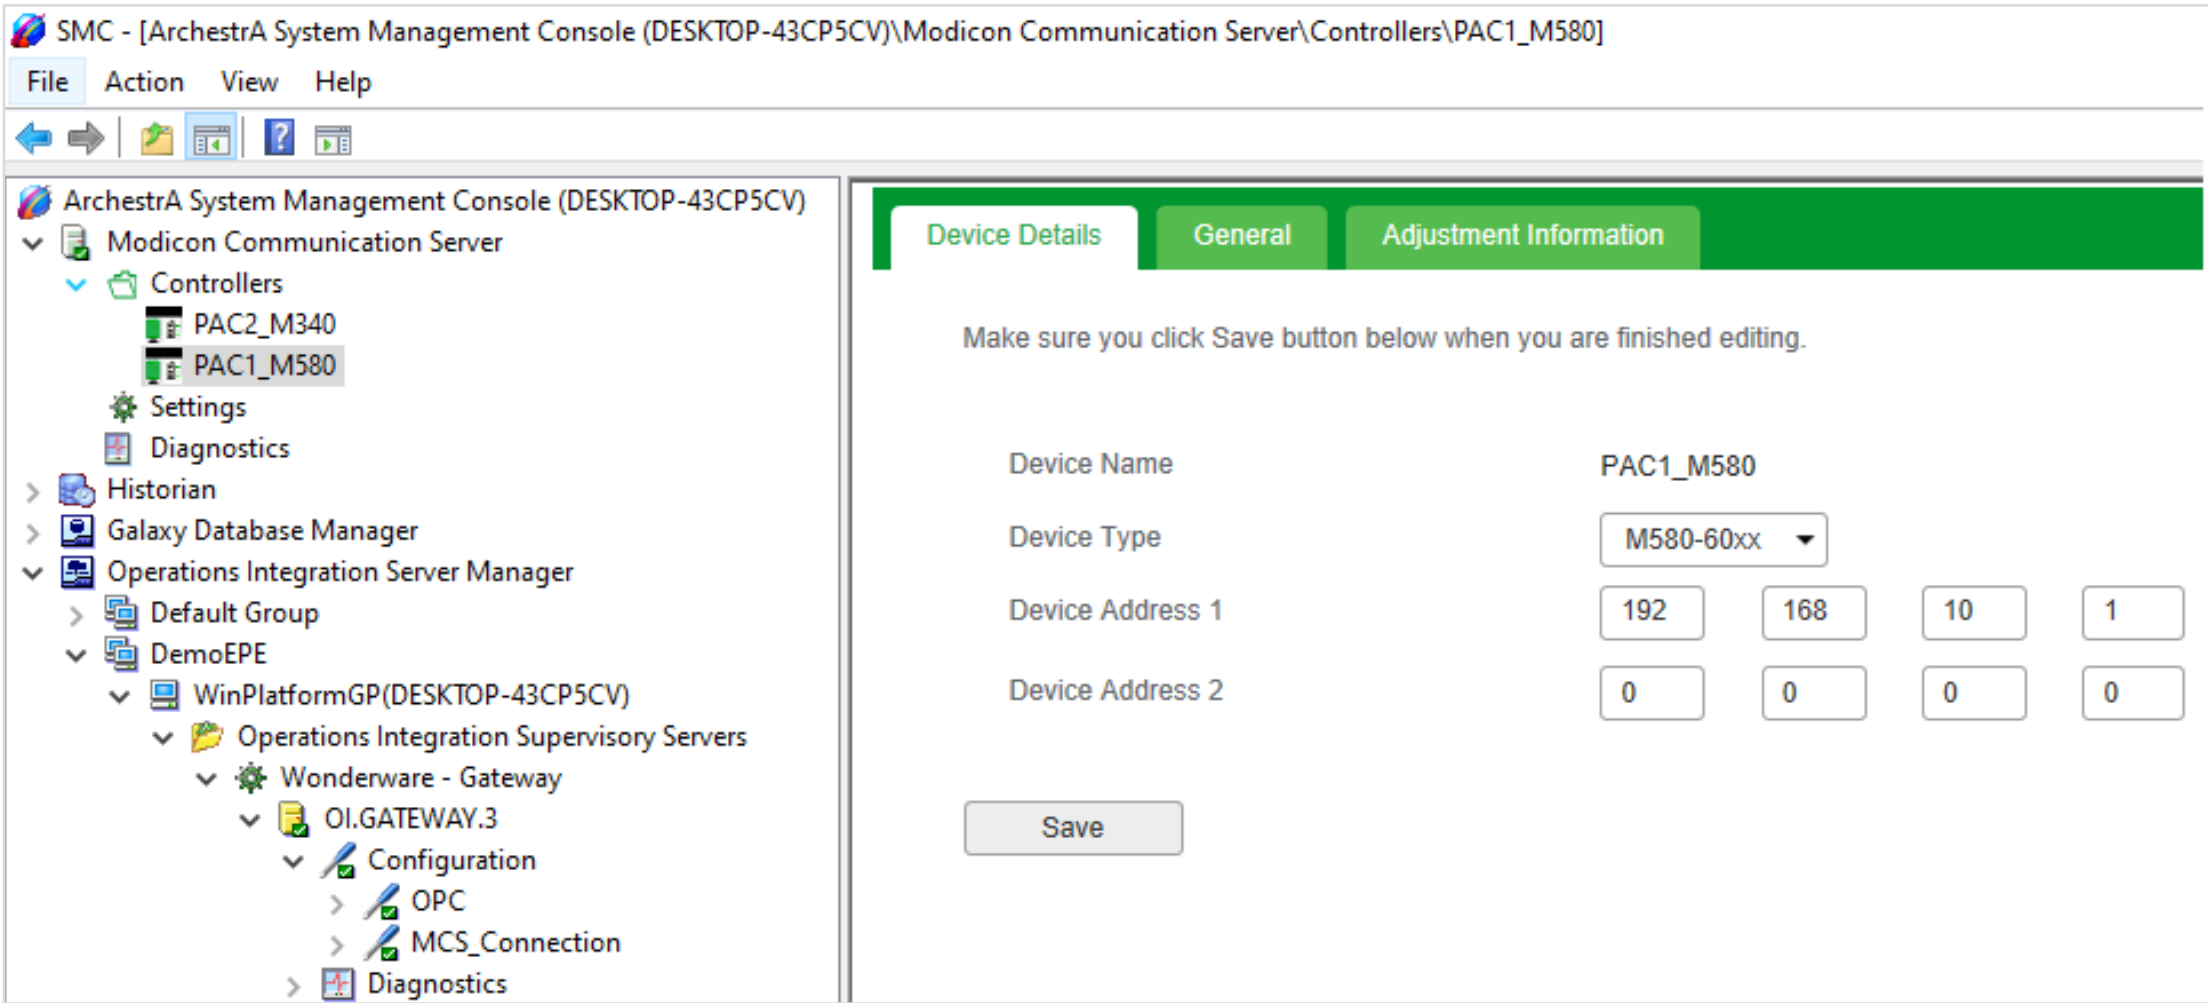 SMC - [ArchestrA System Management Console (DESKTOP-43CP5CV)\Modicon Communication Server\Controllers\PAC1_M580]
File Action View Help
ArchestrA System Management Console (DESKTOP-43CP5CV)
Modicon Communication Server
Controllers
PAC2_M340
PAC1_M580
Settings
Diagnostics
Historian
Galaxy Database Manager
Operations Integration Server Manager
Default Group
DemoEPE
WinPlatformGP(DESKTOP-43CP5CV)
Operations Integration Supervisory Servers
Wonderware - Gateway
OI.GATEWAY.3
Configuration
OPC
MCS_Connection
Diagnostics
Device Details General Adjustment Information
Make sure you click Save button below when you are finished editing.
Device Name PAC1_M580
Device Type M580-60xx
Device Address 1 192 168 10 1
Device Address 2 0 0 0 0
Save